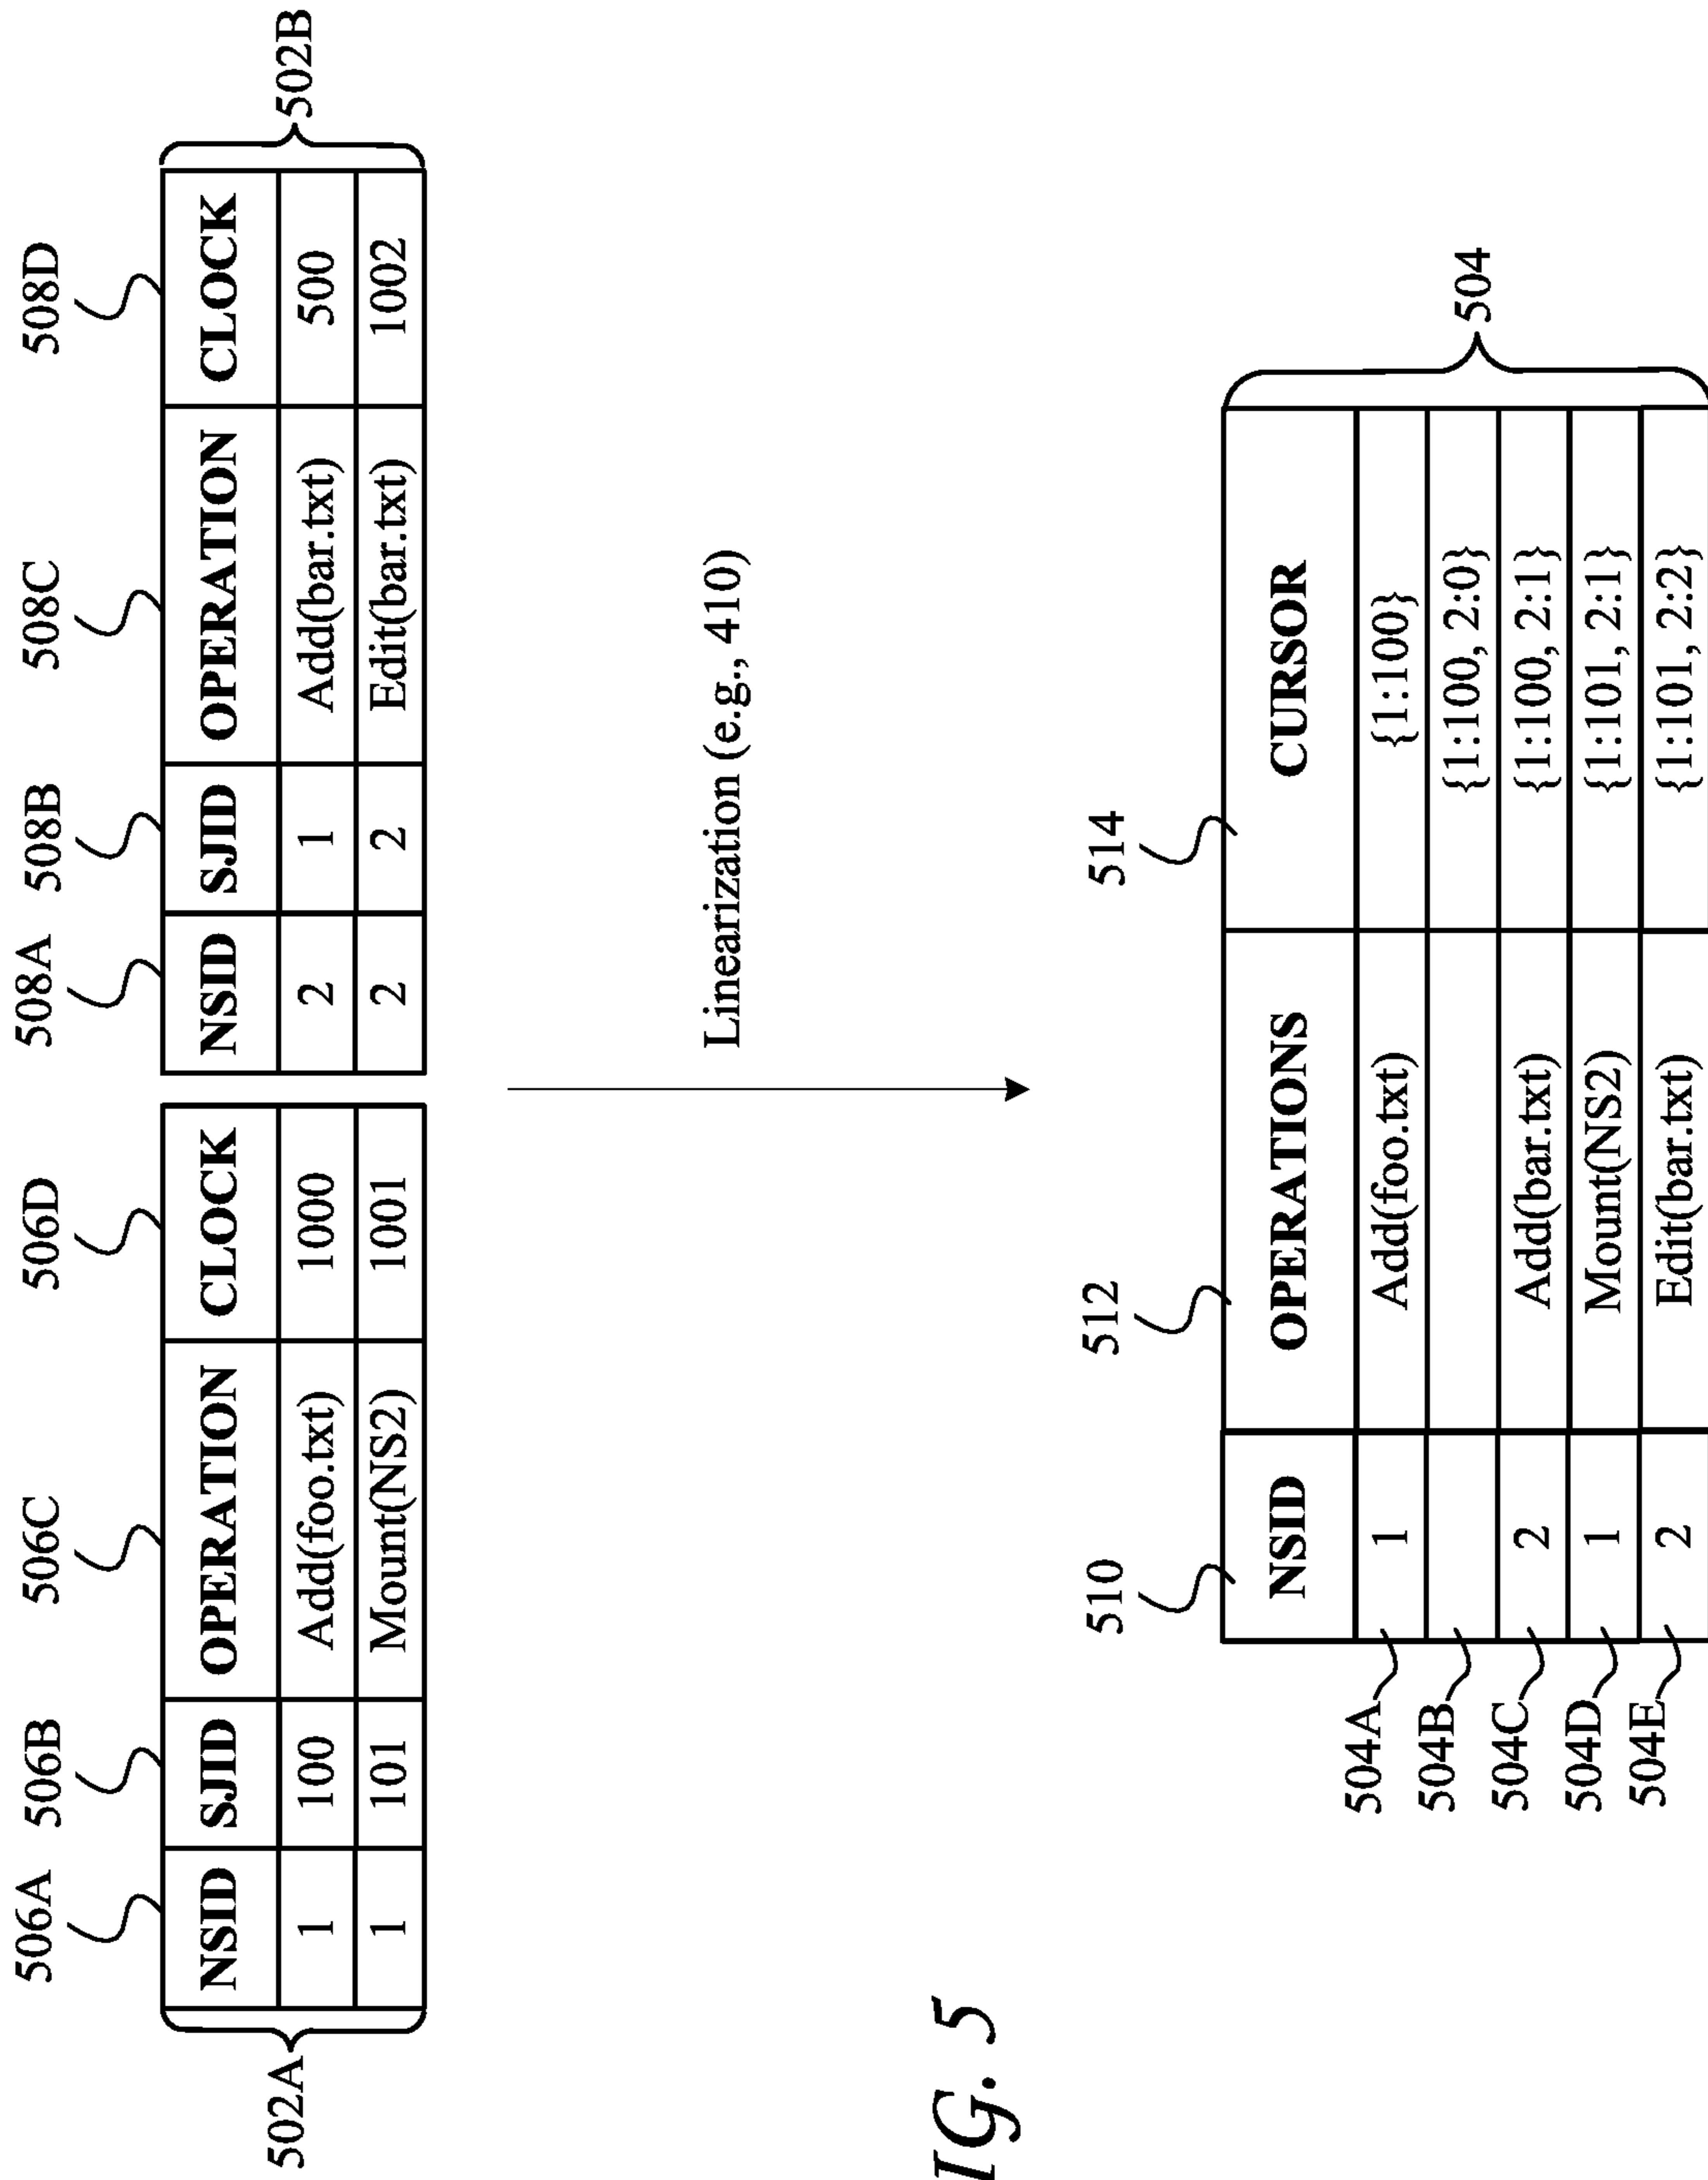 506A 506B 506C 506D 508A 508B 508C 508D
NSID SJID OPERATION CLOCK NSID SJID OPERATION CLOCK
1 100 Add(foo.txt) 1000 2 1 Add(bar.txt) 500
1 101 Mount(NS2) 1001 2 2 Edit(bar.txt) 1002
502A 502B
Linearization (e.g., 410)
510 512 514
NSID OPERATIONS CURSOR
504A 1 Add(foo.txt) {1:100}
504B {1:100, 2:0}
504C 2 Add(bar.txt) {1:100, 2:1}
504D 1 Mount(NS2) {1:101, 2:1}
504E 2 Edit(bar.txt) {1:101, 2:2}
504
IG. 5